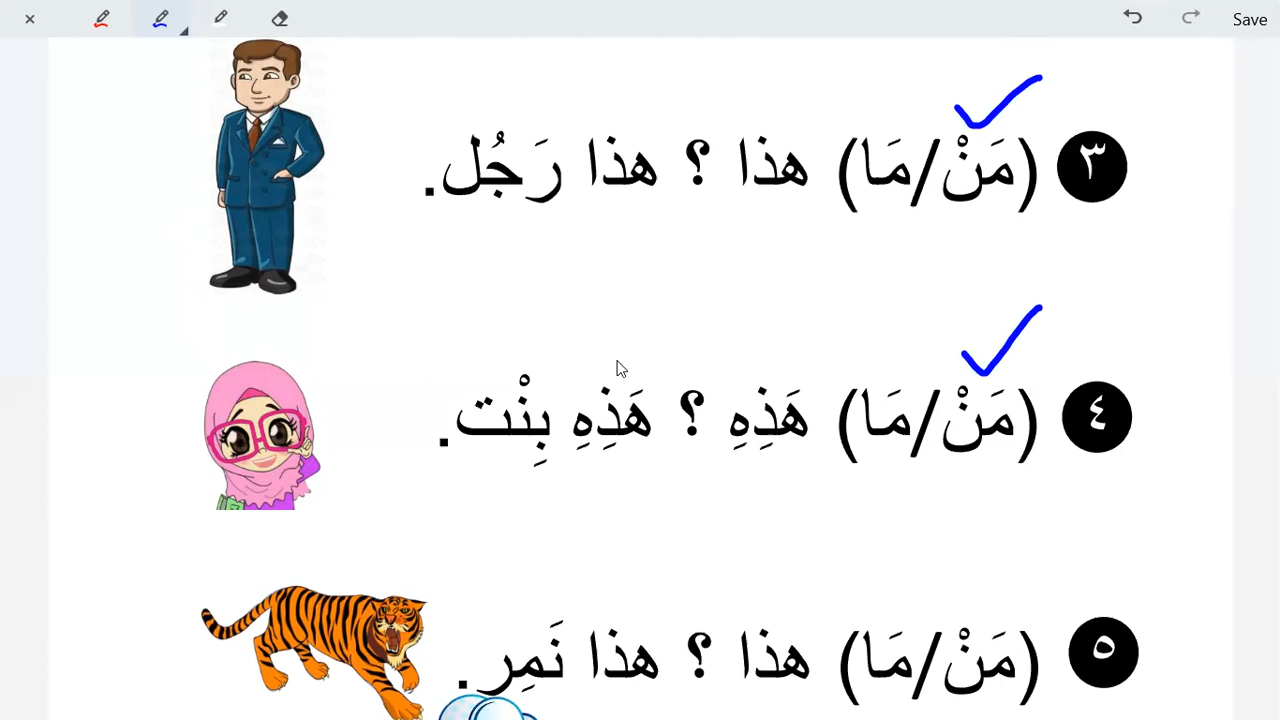 Save
٣ (مَنْ/مَا) هذا ؟ هذا رَجُل.
٤ (مَنْ/مَا) هَذِهِ ؟ هَذِهِ بِنْت.
٥ (مَنْ/مَا) هذا ؟ هذا نَمِر.